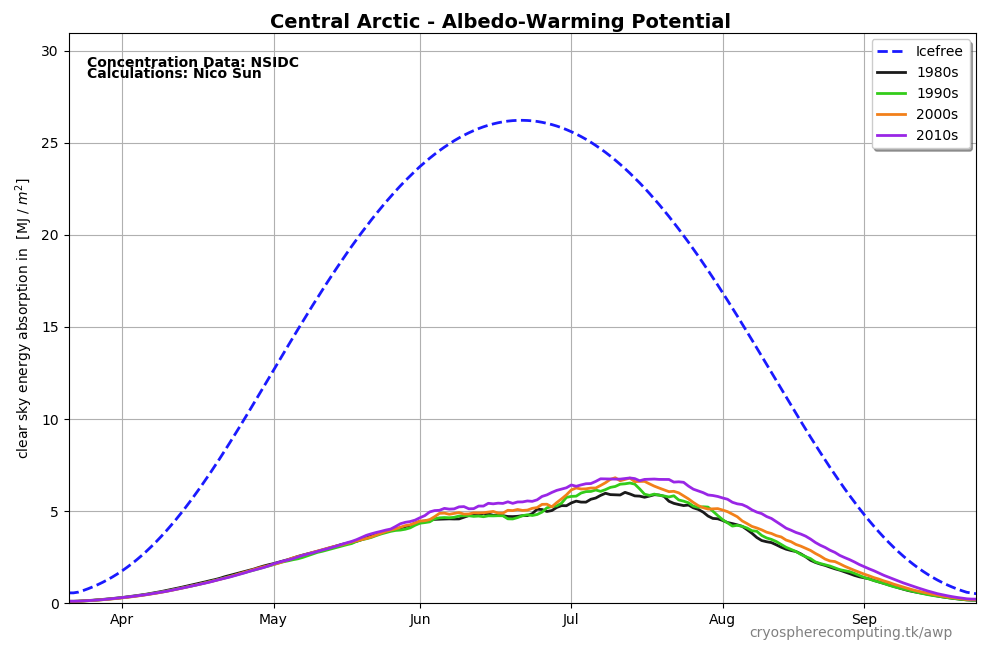 Central Arctic - Albedo-Warming Potential
Concentration Data: NSIDC
Calculations: Nico Sun
Icefree
1980s
1990s
2000s
2010s
clear sky energy absorption in [MJ / m²]
30
25
20
15
10
5
0
Apr May Jun Jul Aug Sep
cryospherecomputing.tk/awp